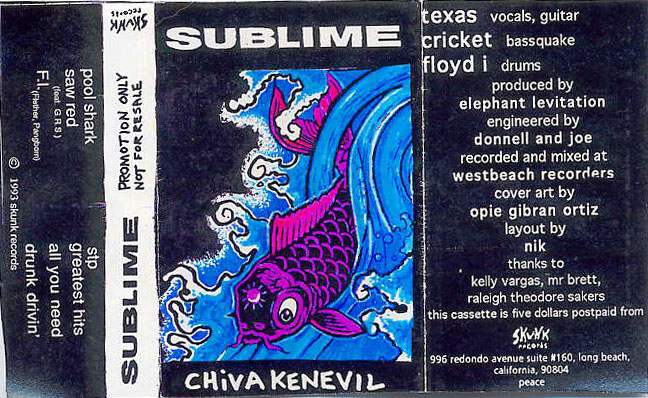 pool shark
saw red
(feat. G R S)
F.I. (Flather, Pangborn)
stp
greatest hits
all you need
drunk drivin'
© 1993 skunk records
SKUNK
records
PROMOTION ONLY
NOT FOR RESALE
SUBLIME
SUBLIME
CHIVA KENEVIL
texas vocals, guitar
cricket bassquake
floyd i drums
produced by
elephant levitation
engineered by
donnell and joe
recorded and mixed at
westbeach recorders
cover art by
opie gibran ortiz
layout by
nik
thanks to
kelly vargas, mr brett,
raleigh theodore sakers
this cassette is five dollars postpaid from
SKUNK
records
996 redondo avenue suite #160, long beach,
california, 90804
peace